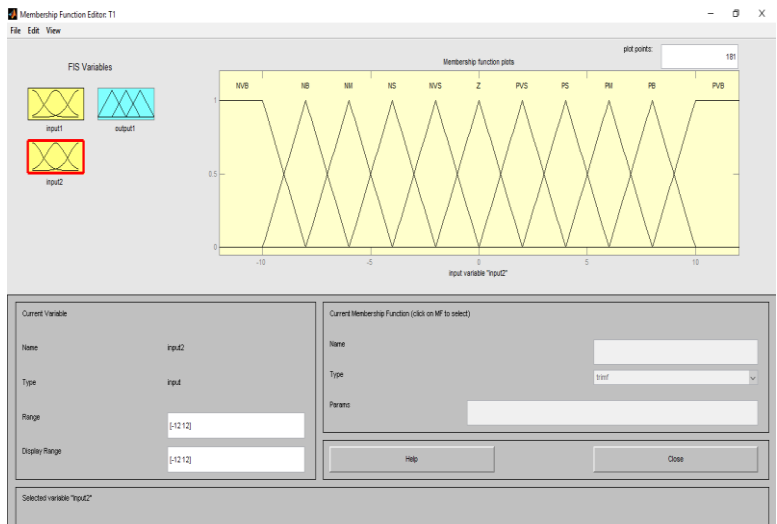 Membership Function Editor: T1
File Edit View
FIS Variables
plot points:
181
Membership function plots
input1
output1
input2
NVB NB NM NS NVS Z PVS PS PM PB PVB
1
0.5
0
-10 -5 0 5 10
input variable "input2"
Current Variable
Name input2
Type input
Range [-12 12]
Display Range [-12 12]
Current Membership Function (click on MF to select)
Name
Type trimf
Params
Help Close
Selected variable "input2"